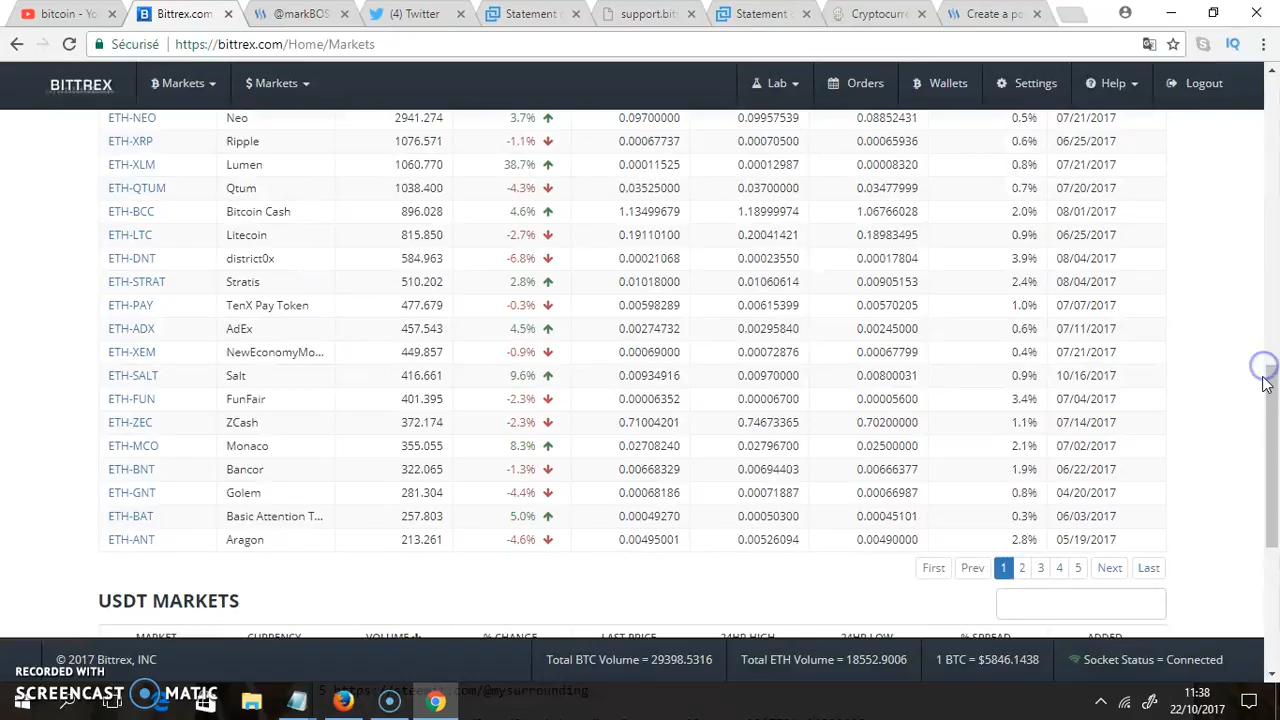 bitcoin - Yo
Bittrex.com
@markBOS
(4) Twitter
Statement
support.bit
Statement
Cryptocurre
Create a po
Sécurisé
https://bittrex.com/Home/Markets
BITTREX
Markets
$ Markets
Lab
Orders
Wallets
Settings
Help
Logout
ETH-NEO Neo 2941.274 3.7% 0.09700000 0.09957539 0.08852431 0.5% 07/21/2017
ETH-XRP Ripple 1076.571 -1.1% 0.00067737 0.00070500 0.00065936 0.6% 06/25/2017
ETH-XLM Lumen 1060.770 38.7% 0.00011525 0.00012987 0.00008320 0.8% 07/21/2017
ETH-QTUM Qtum 1038.400 -4.3% 0.03525000 0.03700000 0.03477999 0.7% 07/20/2017
ETH-BCC Bitcoin Cash 896.028 4.6% 1.13499679 1.18999974 1.06766028 2.0% 08/01/2017
ETH-LTC Litecoin 815.850 -2.7% 0.19110100 0.20041421 0.18983495 0.9% 06/25/2017
ETH-DNT district0x 584.963 -6.8% 0.00021068 0.00023550 0.00017804 3.9% 08/04/2017
ETH-STRAT Stratis 510.202 2.8% 0.01018000 0.01060614 0.00905153 2.4% 08/04/2017
ETH-PAY TenX Pay Token 477.679 -0.3% 0.00598289 0.00615399 0.00570205 1.0% 07/07/2017
ETH-ADX AdEx 457.543 4.5% 0.00274732 0.00295840 0.00245000 0.6% 07/11/2017
ETH-XEM NewEconomyMo... 449.857 -0.9% 0.00069000 0.00072876 0.00067799 0.4% 07/21/2017
ETH-SALT Salt 416.661 9.6% 0.00934916 0.00970000 0.00800031 0.9% 10/16/2017
ETH-FUN FunFair 401.395 -2.3% 0.00006352 0.00006700 0.00005600 3.4% 07/04/2017
ETH-ZEC ZCash 372.174 -2.3% 0.71004201 0.74673365 0.70200000 1.1% 07/14/2017
ETH-MCO Monaco 355.055 8.3% 0.02708240 0.02796700 0.02500000 2.1% 07/02/2017
ETH-BNT Bancor 322.065 -1.3% 0.00668329 0.00694403 0.00666377 1.9% 06/22/2017
ETH-GNT Golem 281.304 -4.4% 0.00068186 0.00071887 0.00066987 0.8% 04/20/2017
ETH-BAT Basic Attention T... 257.803 5.0% 0.00049270 0.00050300 0.00045101 0.3% 06/03/2017
ETH-ANT Aragon 213.261 -4.6% 0.00495001 0.00526094 0.00490000 2.8% 05/19/2017
First Prev 1 2 3 4 5 Next Last
USDT MARKETS
MARKET CURRENCY VOLUME % CHANGE LAST PRICE 24HR HIGH 24HR LOW % SPREAD ADDED
© 2017 Bittrex, INC
Total BTC Volume = 29398.5316
Total ETH Volume = 18552.9006
1 BTC = $5846.1438
Socket Status = Connected
RECORDED WITH
SCREENCAST MATIC
5 https://steemit.com/@mysurrounding
11:38
22/10/2017